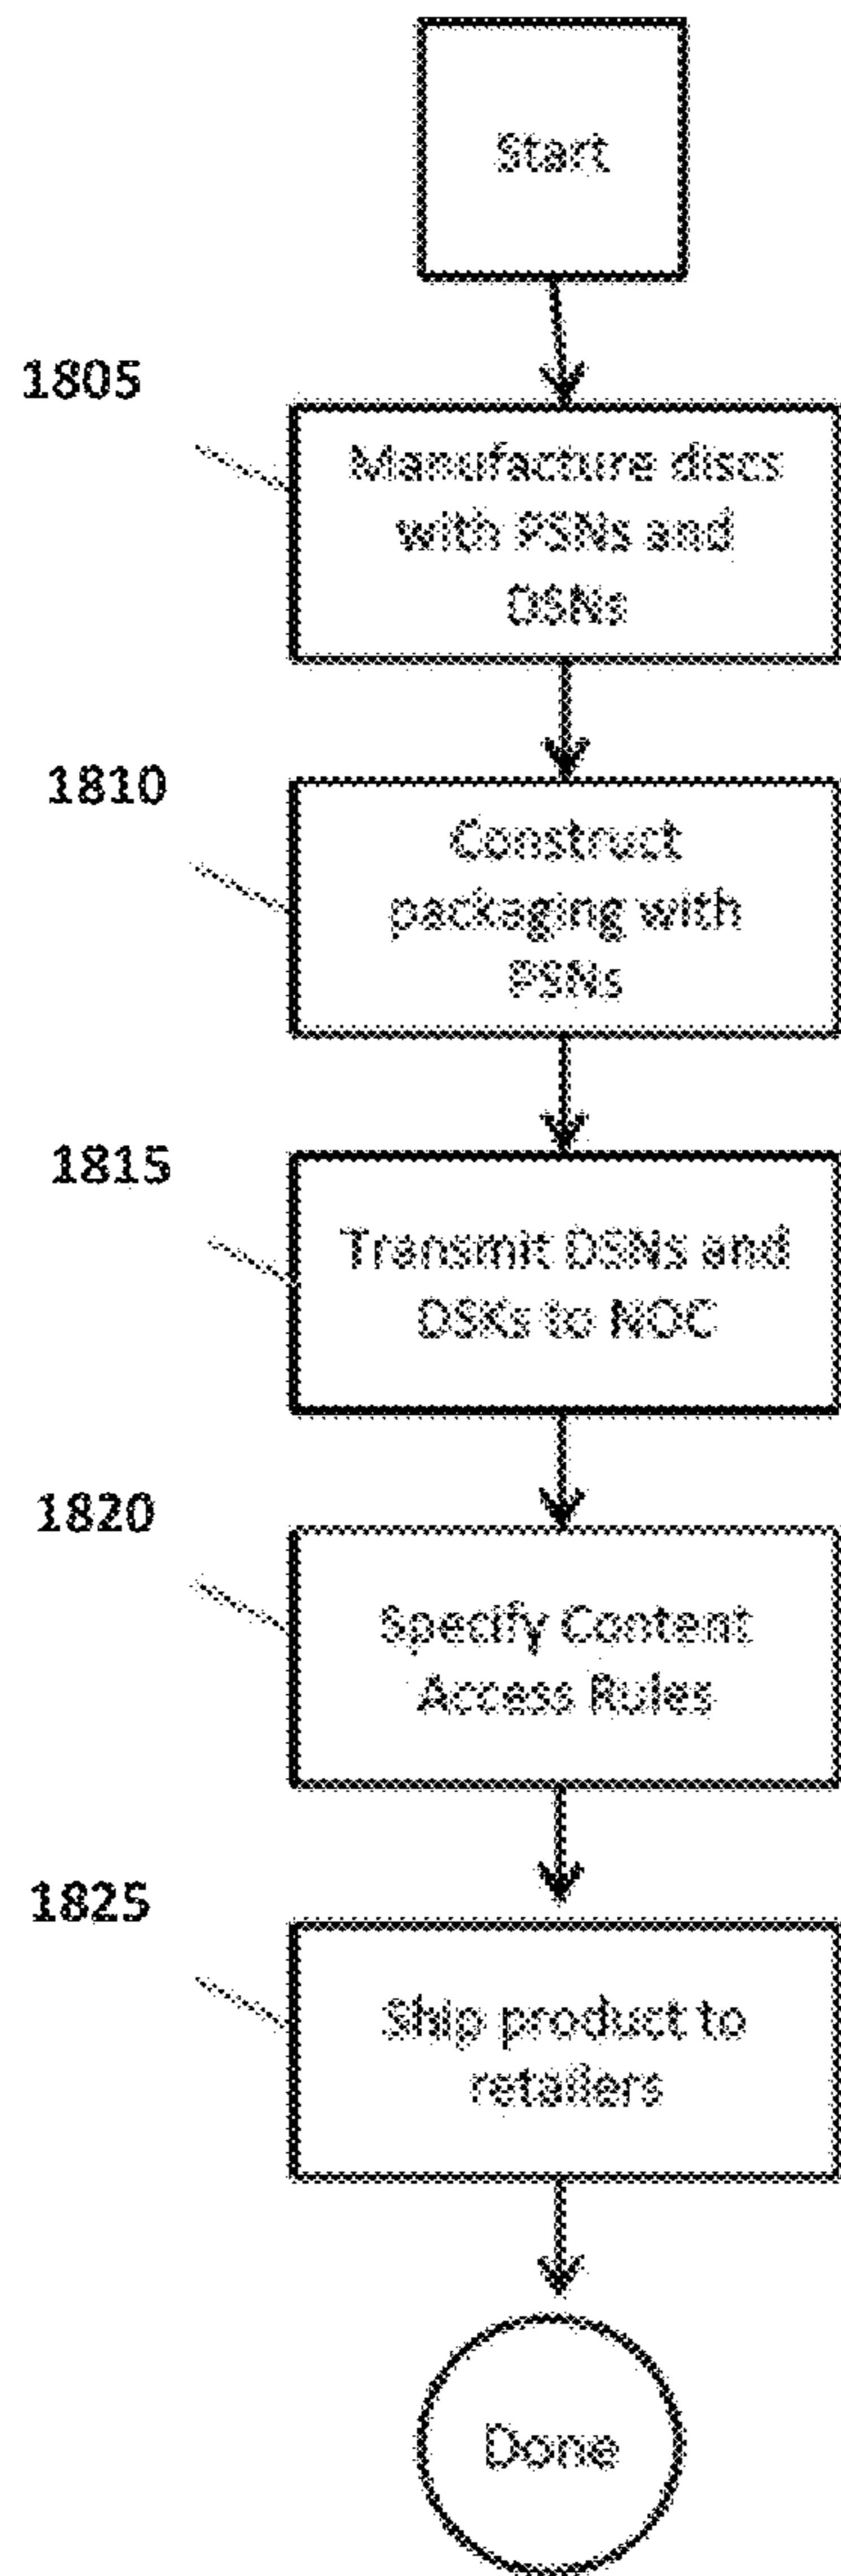 Start
1805
Manufacture discs
with PSNs and
DSNs
1810
Construct
packaging with
PSNs
1815
Transmit DSNs and
DSKs to NOC
1820
Specify Content
Access Rules
1825
Ship product to
retailers
Done